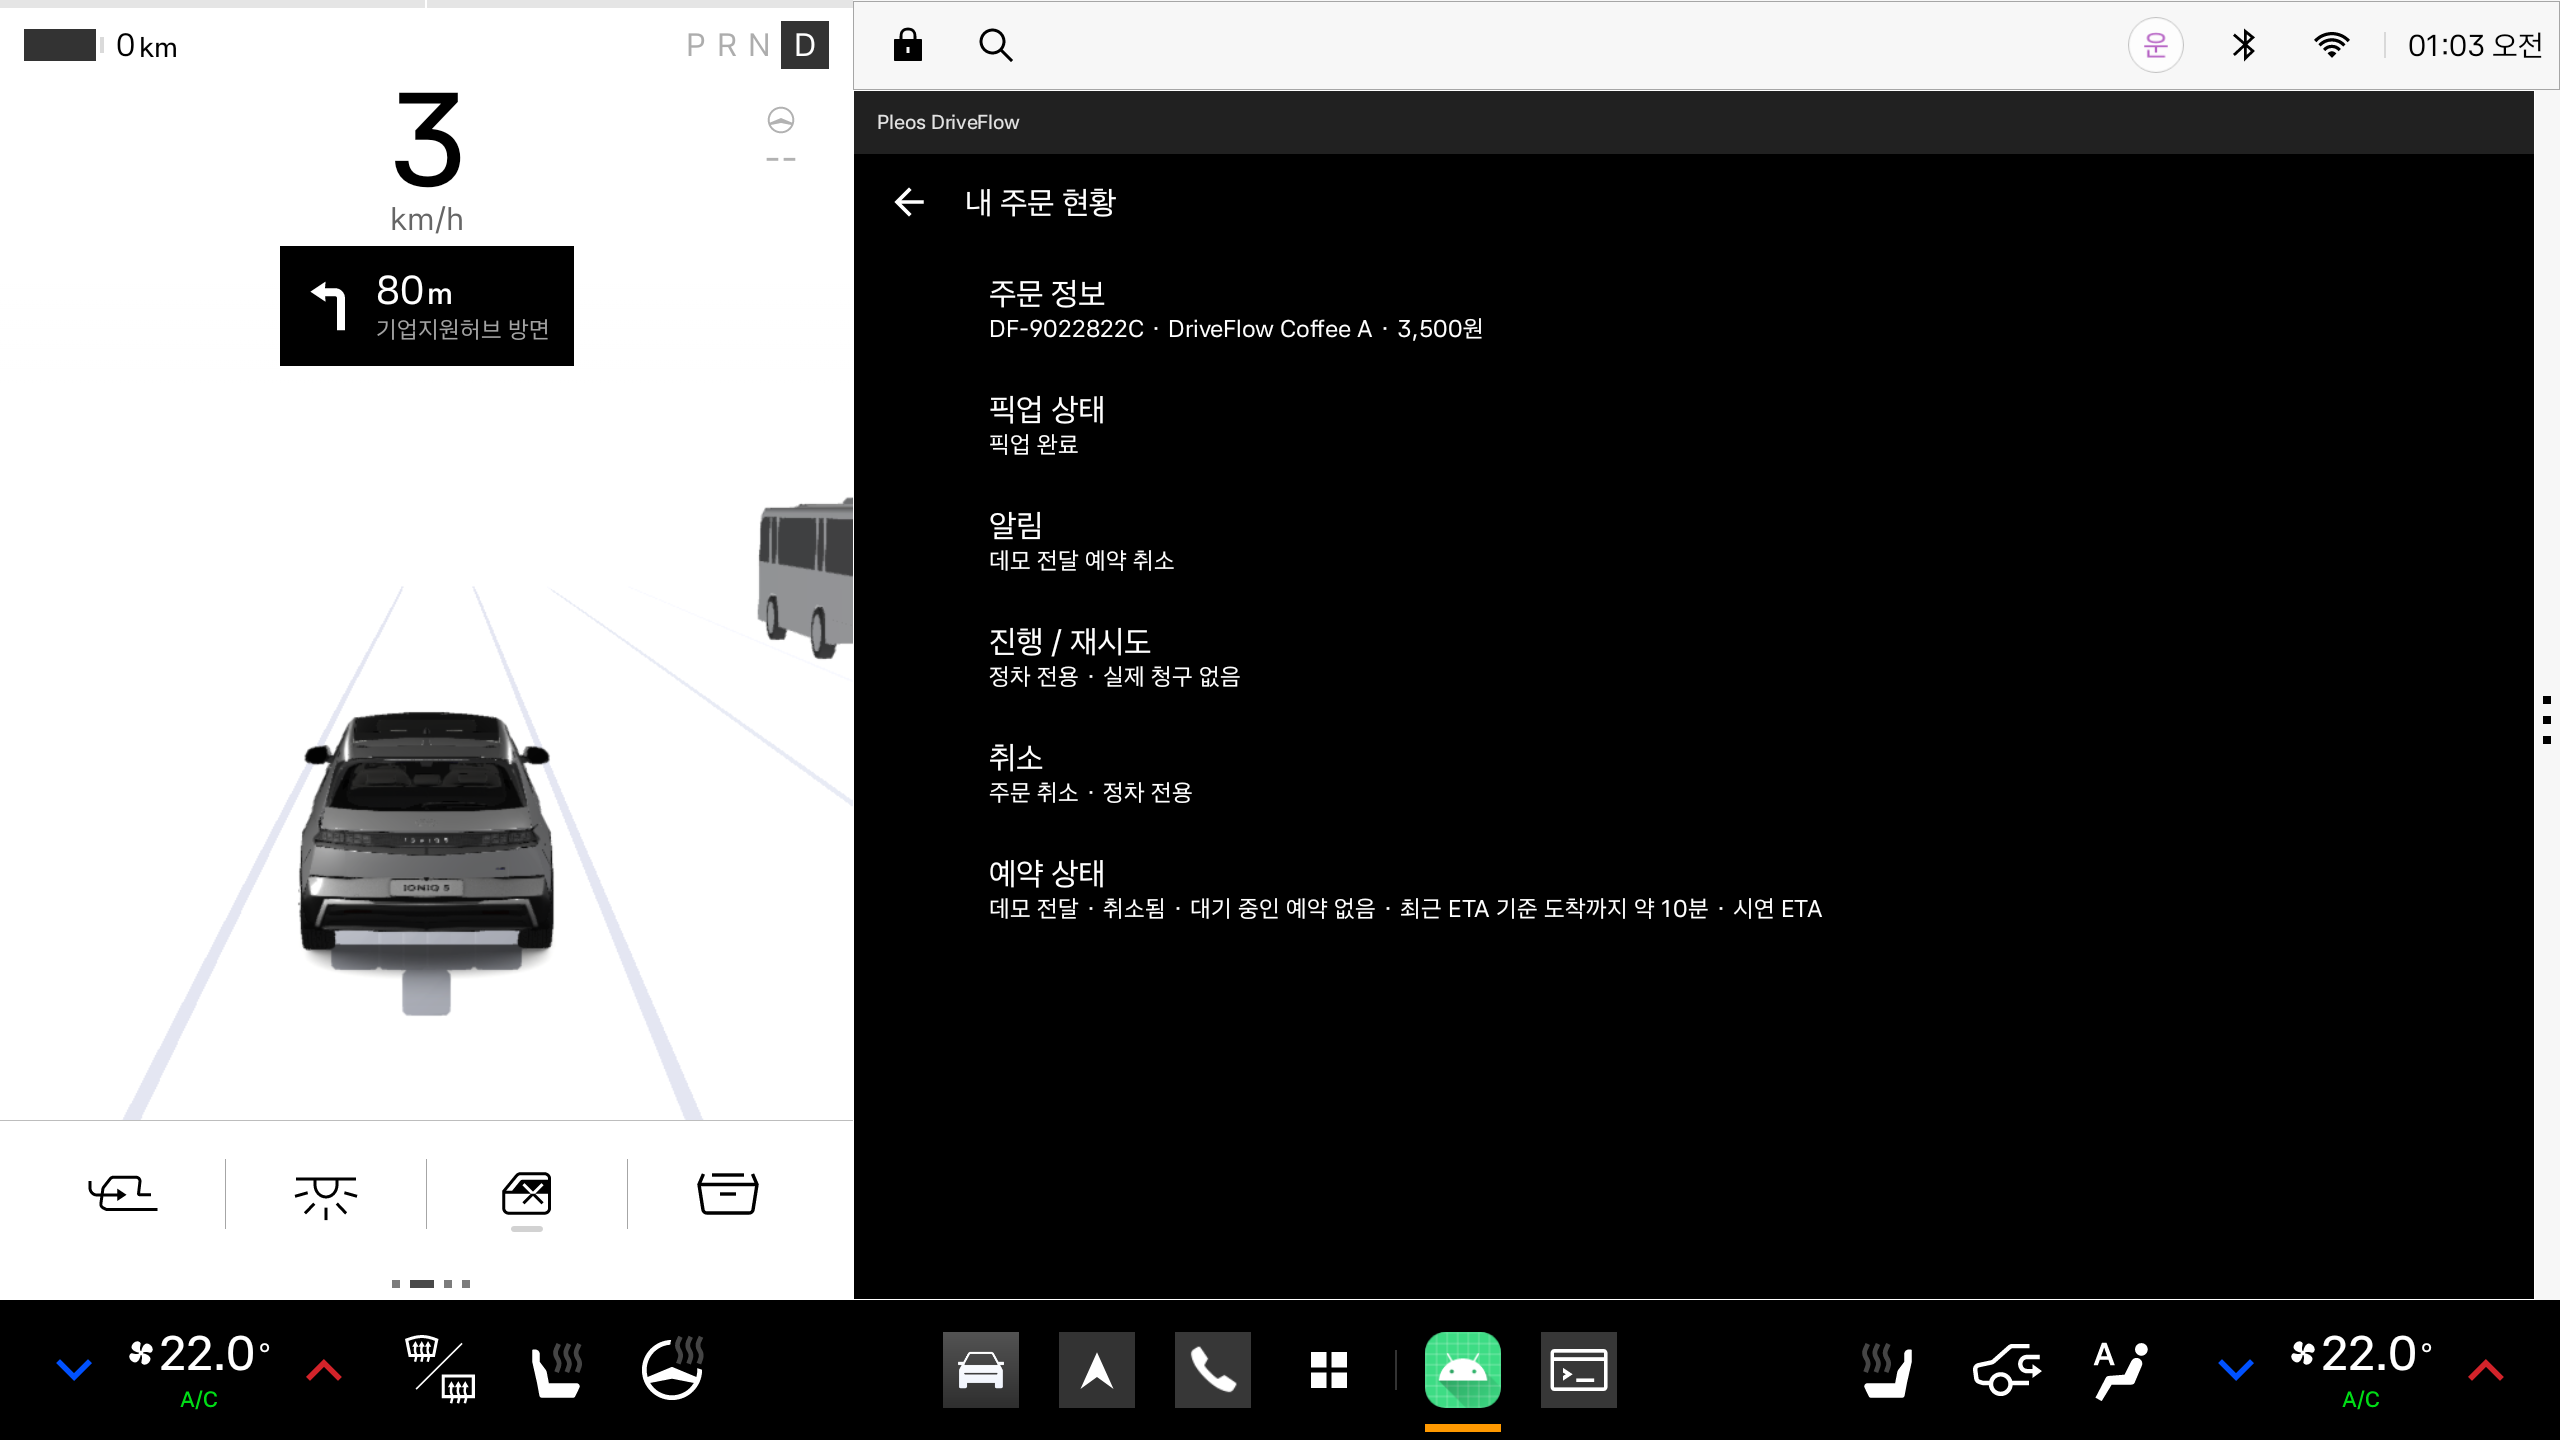 0 km
P R N D
3
km/h
80 m
기업지원허브 방면
IONIQ 5
운
01:03 오전
Pleos DriveFlow
내 주문 현황
주문 정보
DF-9022822C · DriveFlow Coffee A · 3,500원
픽업 상태
픽업 완료
알림
데모 전달 예약 취소
진행 / 재시도
정차 전용 · 실제 청구 없음
취소
주문 취소 · 정차 전용
예약 상태
데모 전달 · 취소됨 · 대기 중인 예약 없음 · 최근 ETA 기준 도착까지 약 10분 · 시연 ETA
22.0°
A/C
A
22.0°
A/C